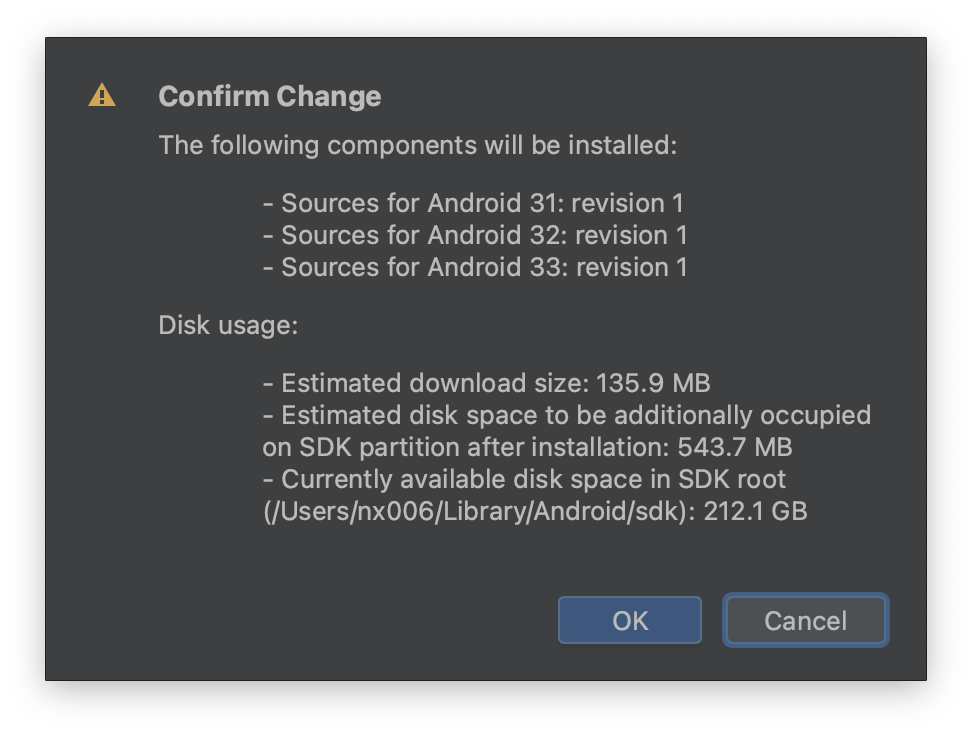 Confirm Change
The following components will be installed:
- Sources for Android 31: revision 1
- Sources for Android 32: revision 1
- Sources for Android 33: revision 1
Disk usage:
- Estimated download size: 135.9 MB
- Estimated disk space to be additionally occupied
on SDK partition after installation: 543.7 MB
- Currently available disk space in SDK root
(/Users/nx006/Library/Android/sdk): 212.1 GB
OK Cancel